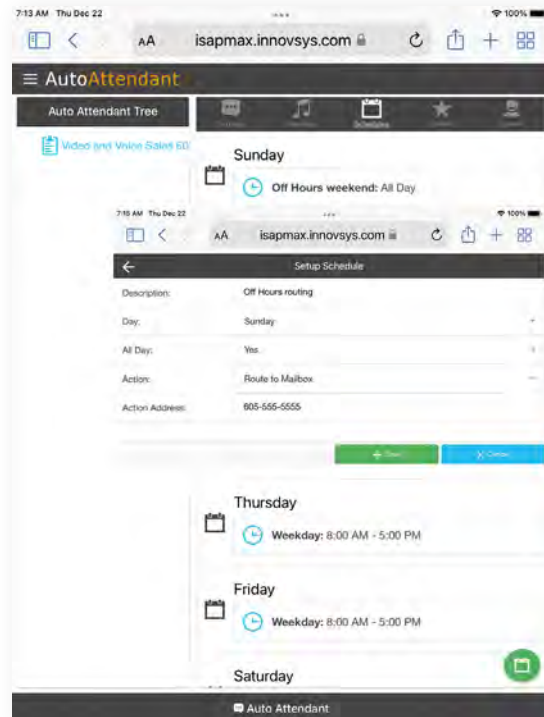 7:13 AM Thu Dec 22
100%
AA isapmax.innovsys.com
AutoAttendant
Auto Attendant Tree
Schedules
Video and Voice Sales 60
Sunday
Off Hours weekend: All Day
7:15 AM Thu Dec 22
100%
AA isapmax.innovsys.com
Setup Schedule
Description: Off Hours routing
Day: Sunday
All Day: Yes
Action: Route to Mailbox
Action Address: 605-555-5555
Thursday
Weekday: 8:00 AM - 5:00 PM
Friday
Weekday: 8:00 AM - 5:00 PM
Saturday
Auto Attendant